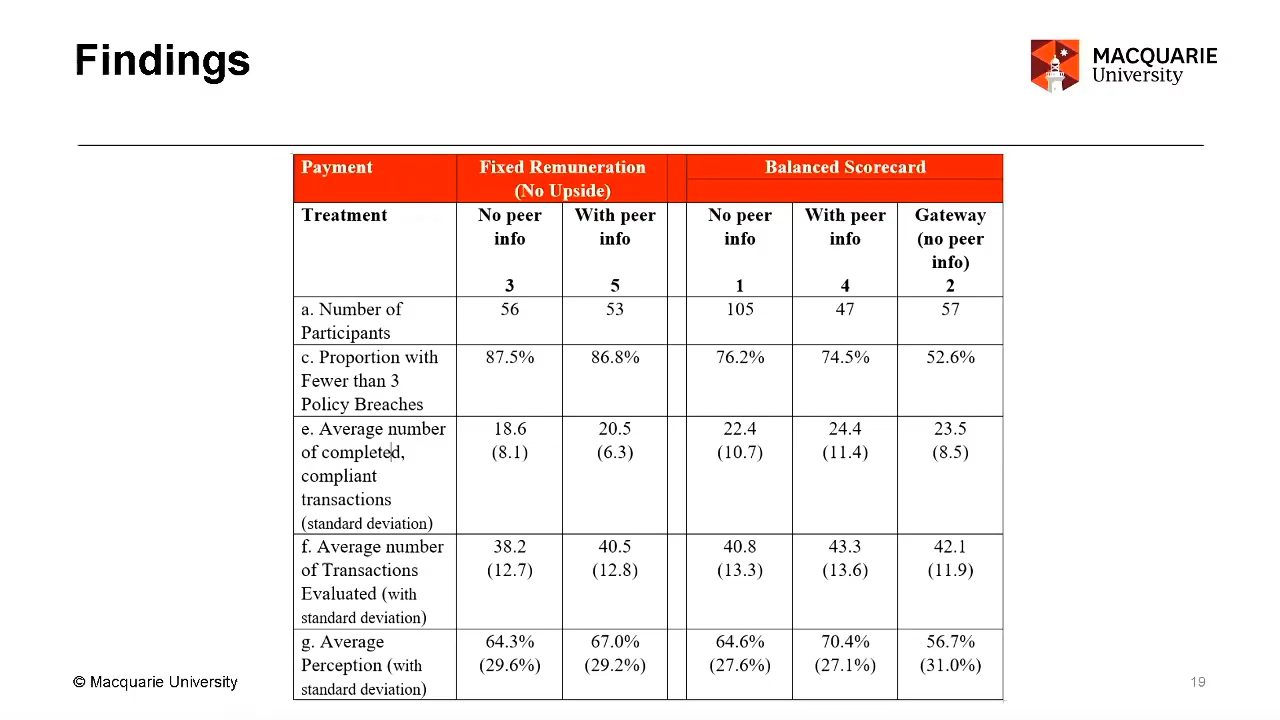 Findings
MACQUARIE
University
Payment
Fixed Remuneration
(No Upside)
Balanced Scorecard
Treatment
No peer
info
3
With peer
info
5
No peer
info
1
With peer
info
4
Gateway
(no peer
info)
2
a. Number of
Participants
56
53
105
47
57
c. Proportion with
Fewer than 3
Policy Breaches
87.5%
86.8%
76.2%
74.5%
52.6%
e. Average number
of completed,
compliant
transactions
(standard deviation)
18.6
(8.1)
20.5
(6.3)
22.4
(10.7)
24.4
(11.4)
23.5
(8.5)
f. Average number
of Transactions
Evaluated (with
standard deviation)
38.2
(12.7)
40.5
(12.8)
40.8
(13.3)
43.3
(13.6)
42.1
(11.9)
g. Average
Perception (with
standard deviation)
64.3%
(29.6%)
67.0%
(29.2%)
64.6%
(27.6%)
70.4%
(27.1%)
56.7%
(31.0%)
© Macquarie University
19